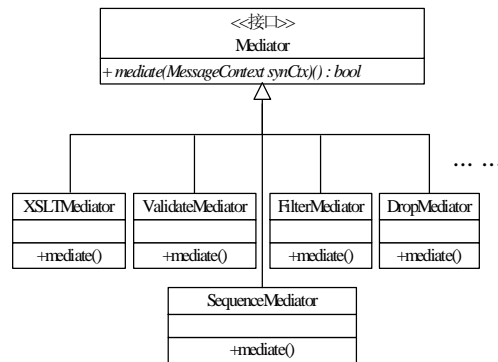 <<接口>>
Mediator
+ mediate(MessageContext synCtx)() : bool
... ...
XSLTMediator
+mediate()
ValidateMediator
+mediate()
FilterMediator
+mediate()
DropMediator
+mediate()
SequenceMediator
+mediate()